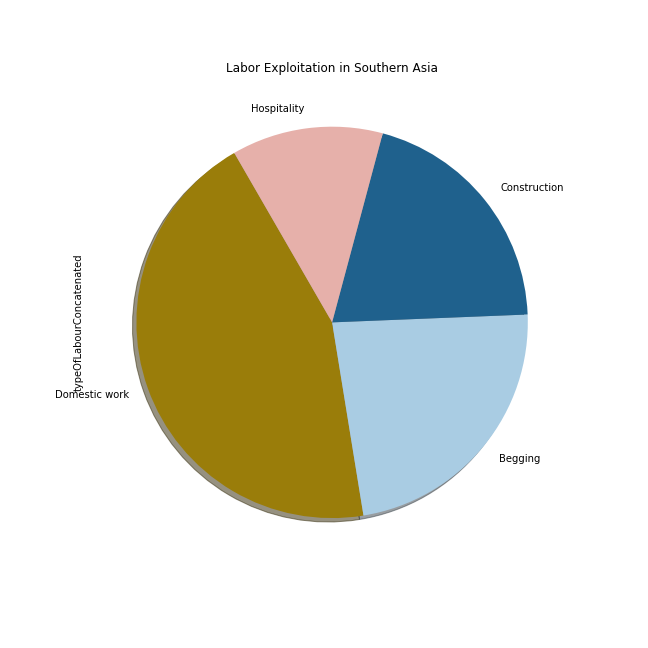 Labor Exploitation in Southern Asia
Hospitality
Construction
typeOfLabourConcatenated
Domestic work
Begging